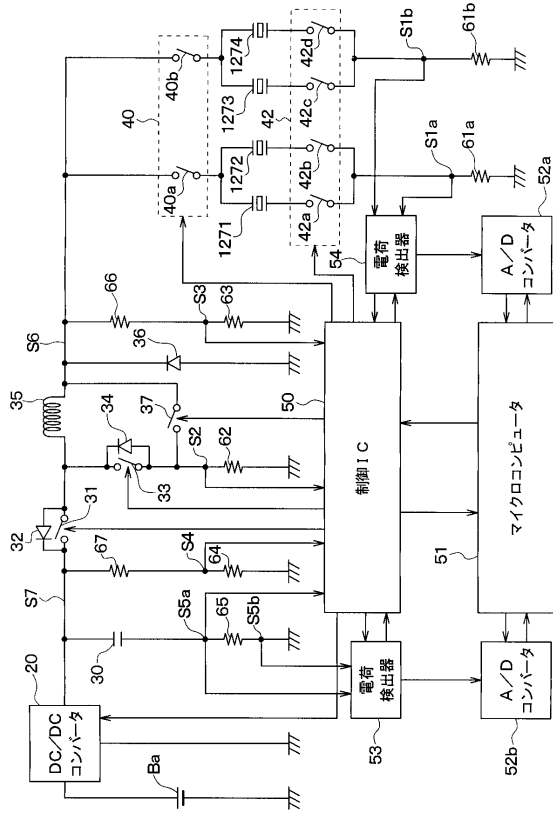 DC/DC
コンバータ
20
Ba
S7
30
S5a
65
S5b
67
S4
64
32
31
34
33
S2
62
37
35
S6
36
66
S3
63
40
40a
40b
1271
1272
1273
1274
42
42a
42b
42c
42d
S1a
S1b
61a
61b
制御IC
50
電荷
検出器
53
電荷
検出器
54
マイクロコンピュータ
51
A/D
コンバータ
52b
A/D
コンバータ
52a